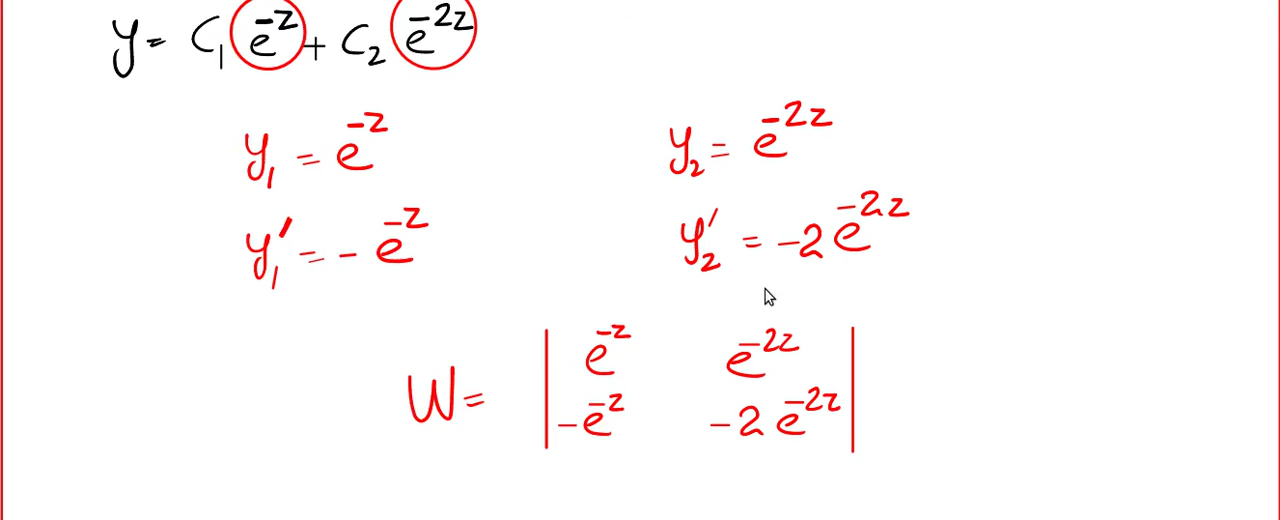 y = C₁ e^{-z} + C₂ e^{-2z}
y₁ = e^{-z} y₂ = e^{-2z}
y₁' = - e^{-z} y₂' = -2 e^{-2z}
W = | e^{-z} e^{-2z} |
| -e^{-z} -2 e^{-2z} |